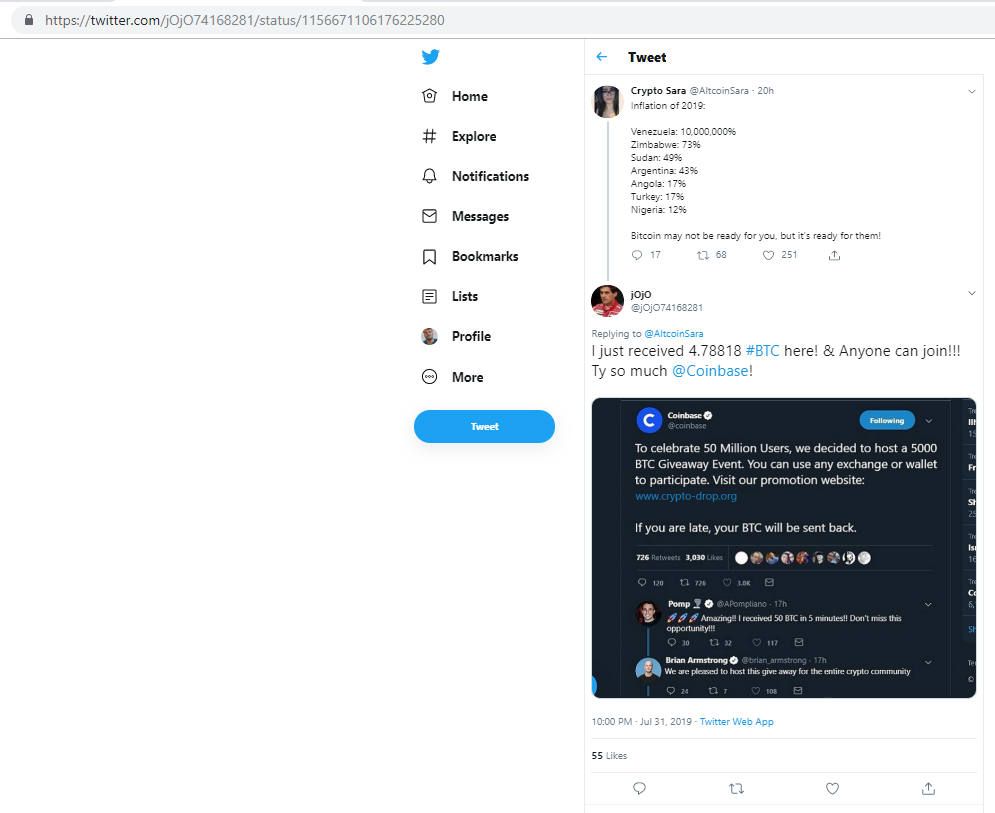 https://twitter.com/jOjO74168281/status/1156671106176225280
Home
Explore
Notifications
Messages
Bookmarks
Lists
Profile
More
Tweet
Tweet
Crypto Sara @AltcoinSara · 20h
Inflation of 2019:
Venezuela: 10,000,000%
Zimbabwe: 73%
Sudan: 49%
Argentina: 43%
Angola: 17%
Turkey: 17%
Nigeria: 12%
Bitcoin may not be ready for you, but it's ready for them!
17 68 251
jOjO
@jOjO74168281
Replying to @AltcoinSara
I just received 4.78818 #BTC here! & Anyone can join!!!
Ty so much @Coinbase!
Coinbase
@coinbase
Following
To celebrate 50 Million Users, we decided to host a 5000
BTC Giveaway Event. You can use any exchange or wallet
to participate. Visit our promotion website:
www.crypto-drop.org
If you are late, your BTC will be sent back.
726 Retweets 3,030 Likes
120 726 3.0K
Pomp @APompliano · 17h
🚀🚀🚀 Amazing!! I received 50 BTC in 5 minutes!! Don't miss this
opportunity!!!
30 32 117
Brian Armstrong @brian_armstrong · 17h
We are pleased to host this give away for the entire crypto community
24 7 108
10:00 PM · Jul 31, 2019 · Twitter Web App
55 Likes